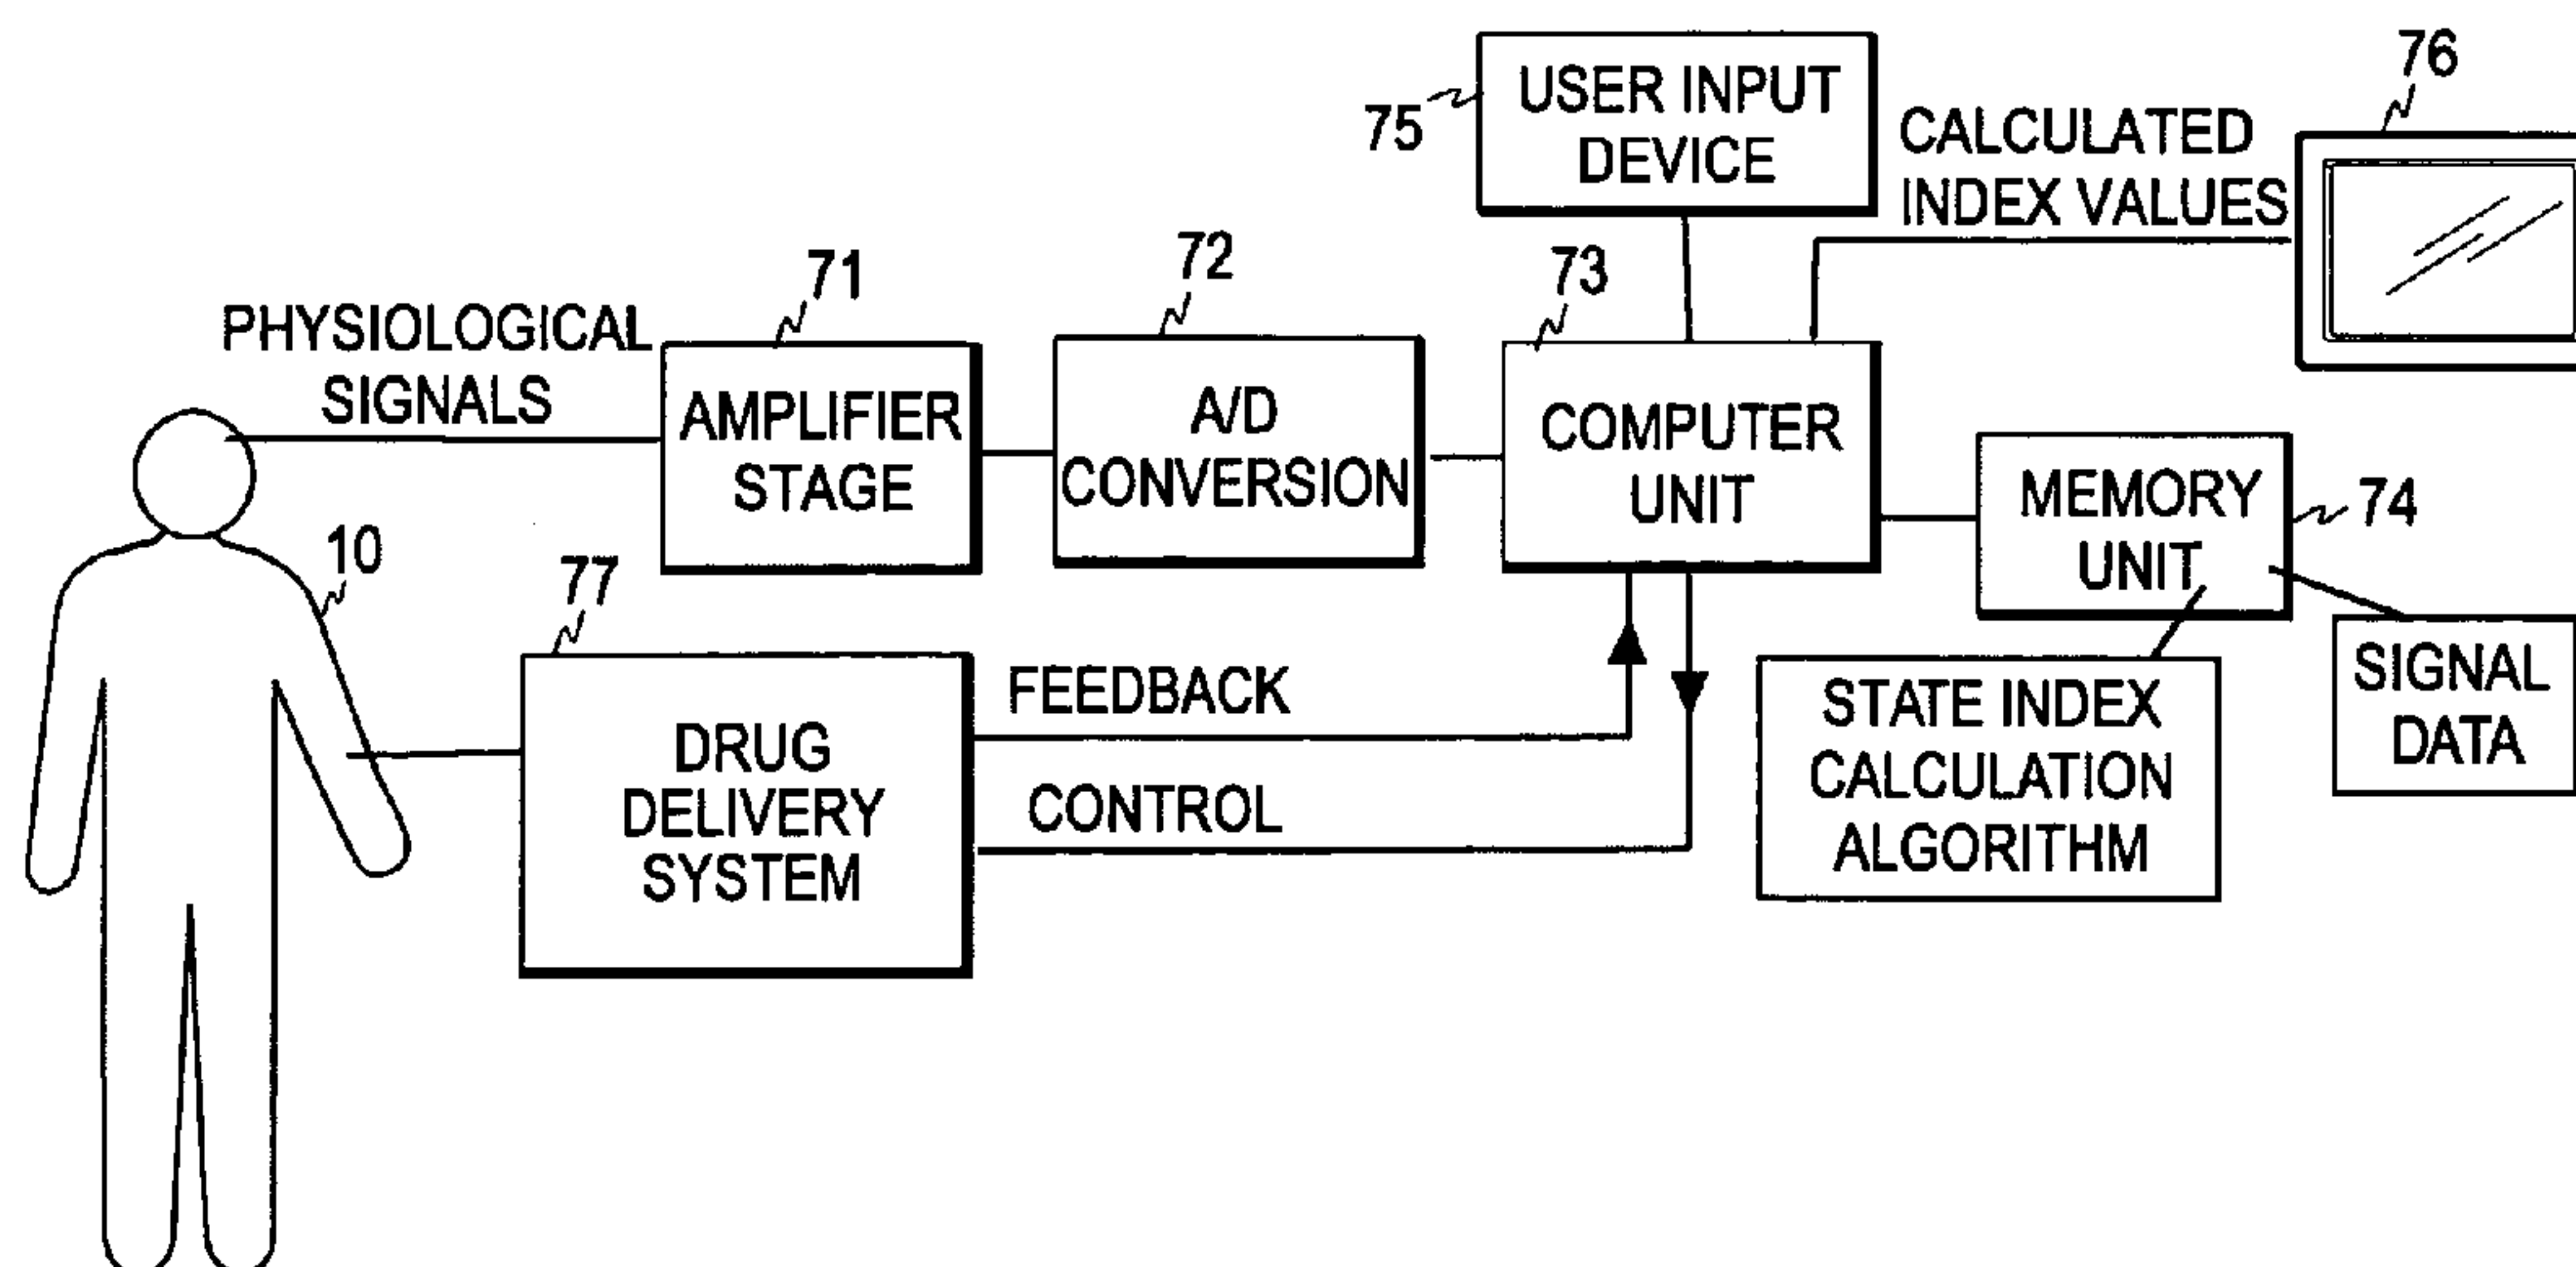 76
USER INPUT
DEVICE
75
CALCULATED
INDEX VALUES
71
72
73
PHYSIOLOGICAL
SIGNALS
AMPLIFIER
STAGE
A/D
CONVERSION
COMPUTER
UNIT
MEMORY
UNIT
74
10
77
FEEDBACK
CONTROL
DRUG
DELIVERY
SYSTEM
STATE INDEX
CALCULATION
ALGORITHM
SIGNAL
DATA